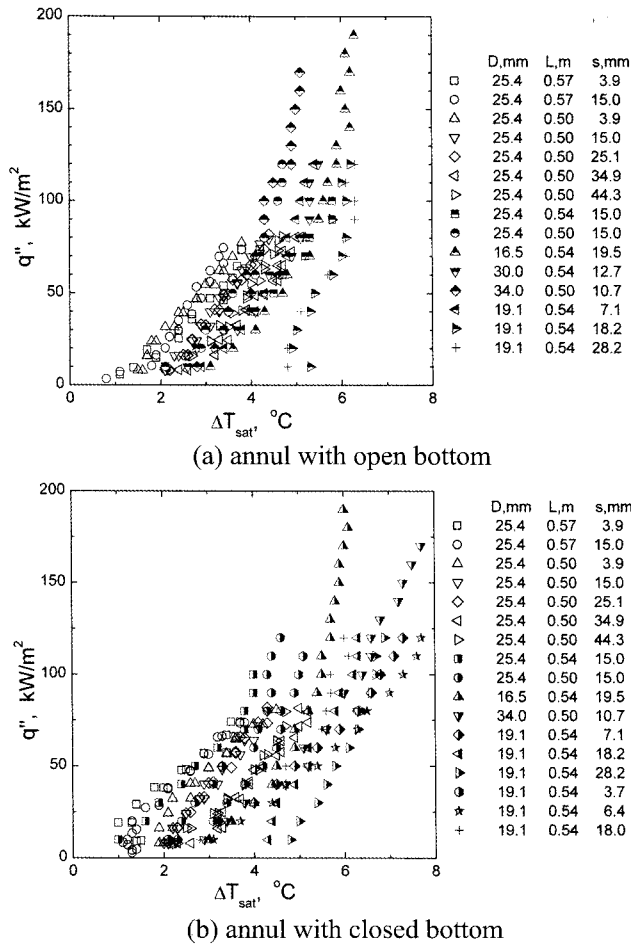 200
150
100
50
0
q", kW/m²
0 2 4 6 8
ΔTsat, °C
D,mm L,m s,mm
25.4 0.57 3.9
25.4 0.57 15.0
25.4 0.50 3.9
25.4 0.50 15.0
25.4 0.50 25.1
25.4 0.50 34.9
25.4 0.50 44.3
25.4 0.54 15.0
25.4 0.50 15.0
16.5 0.54 19.5
30.0 0.54 12.7
34.0 0.50 10.7
19.1 0.54 7.1
19.1 0.54 18.2
19.1 0.54 28.2
(a) annul with open bottom
200
150
100
50
0
q", kW/m²
0 2 4 6 8
ΔTsat, °C
D,mm L,m s,mm
25.4 0.57 3.9
25.4 0.57 15.0
25.4 0.50 3.9
25.4 0.50 15.0
25.4 0.50 25.1
25.4 0.50 34.9
25.4 0.50 44.3
25.4 0.54 15.0
25.4 0.50 15.0
16.5 0.54 19.5
34.0 0.50 10.7
19.1 0.54 7.1
19.1 0.54 18.2
19.1 0.54 28.2
19.1 0.54 3.7
19.1 0.54 6.4
19.1 0.54 18.0
(b) annul with closed bottom